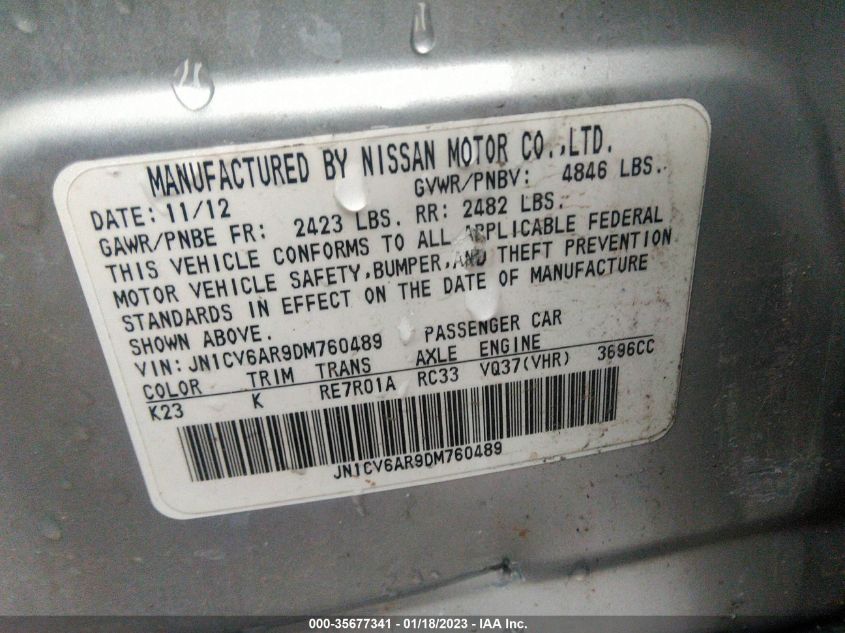 MANUFACTURED BY NISSAN MOTOR CO.,LTD.
DATE: 11/12 GVWR/PNBV: 4846 LBS.
GAWR/PNBE FR: 2423 LBS. RR: 2482 LBS.
THIS VEHICLE CONFORMS TO ALL APPLICABLE FEDERAL
MOTOR VEHICLE SAFETY,BUMPER,AND THEFT PREVENTION
STANDARDS IN EFFECT ON THE DATE OF MANUFACTURE
SHOWN ABOVE.
VIN: JN1CV6AR9DM760489 PASSENGER CAR
COLOR TRIM TRANS AXLE ENGINE
K23 K RE7R01A RC33 VQ37(VHR) 3696CC
JN1CV6AR9DM760489
000-35677341 - 01/18/2023 - IAA Inc.